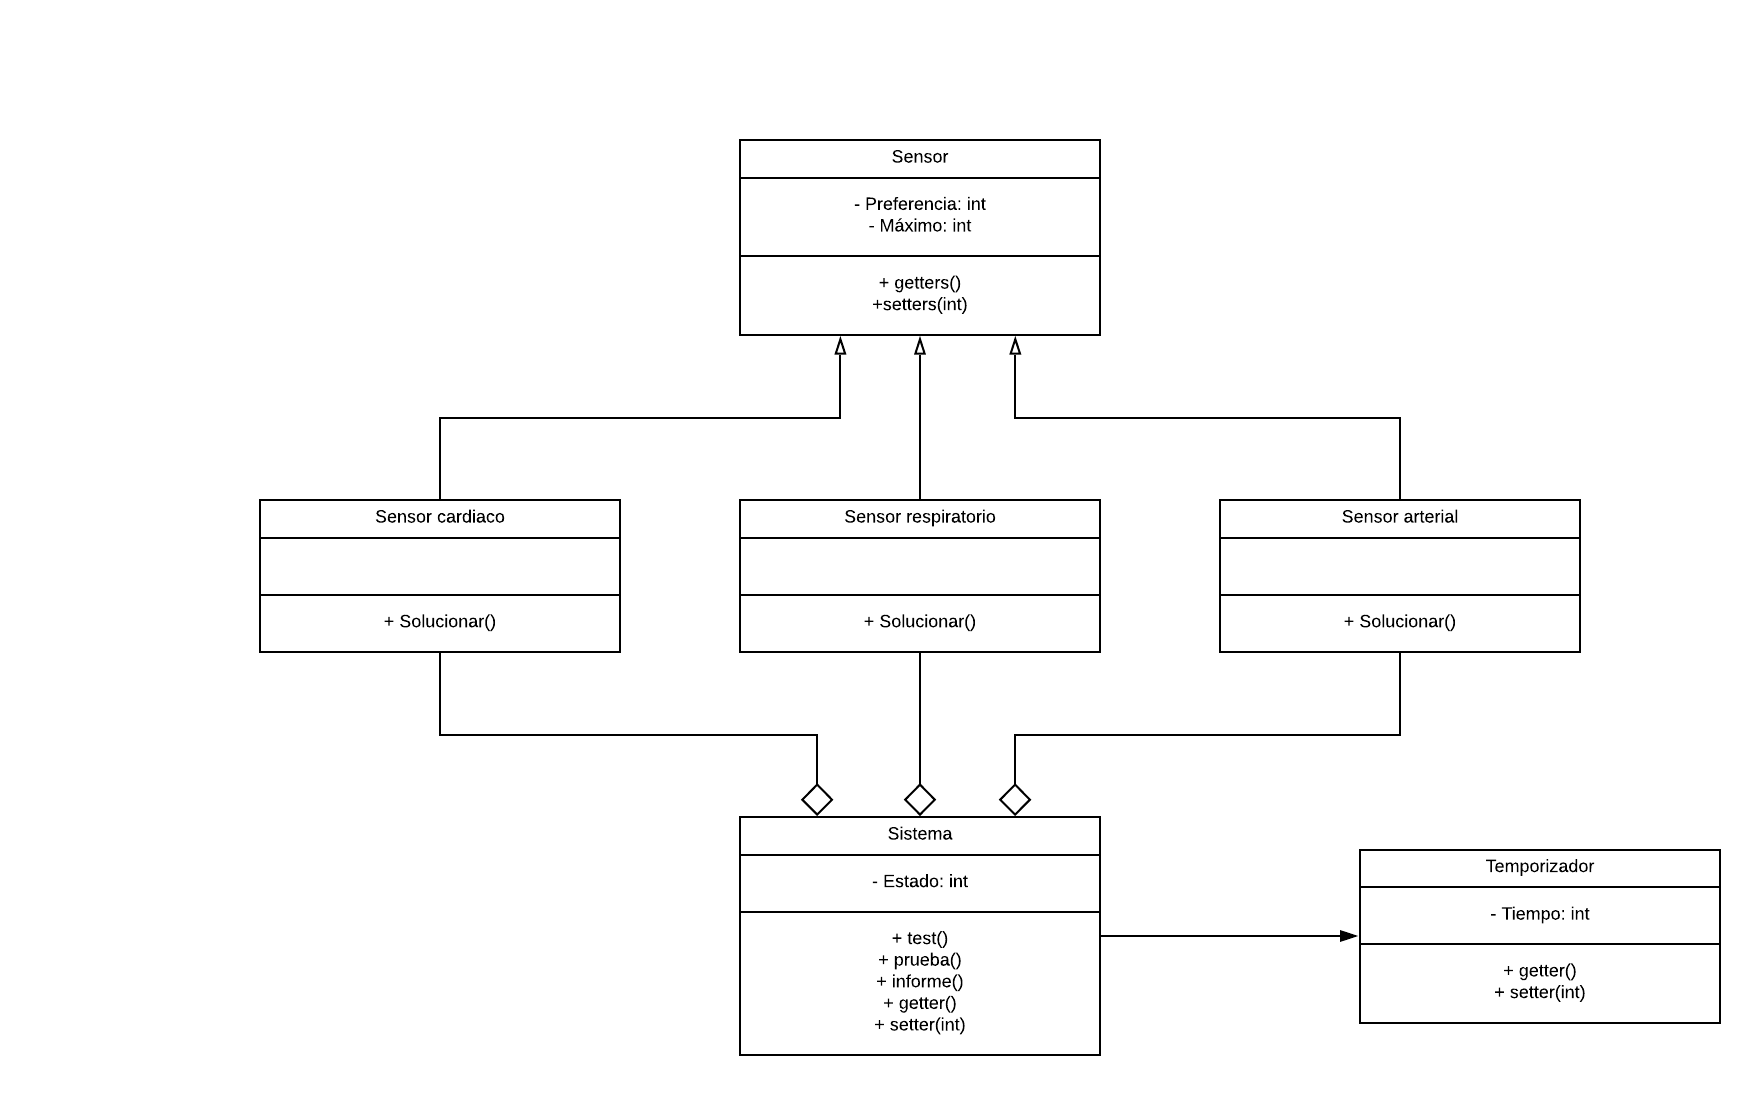 Sensor
- Preferencia: int
- Máximo: int
+ getters()
+setters(int)
Sensor cardiaco
+ Solucionar()
Sensor respiratorio
+ Solucionar()
Sensor arterial
+ Solucionar()
Sistema
- Estado: int
+ test()
+ prueba()
+ informe()
+ getter()
+ setter(int)
Temporizador
- Tiempo: int
+ getter()
+ setter(int)